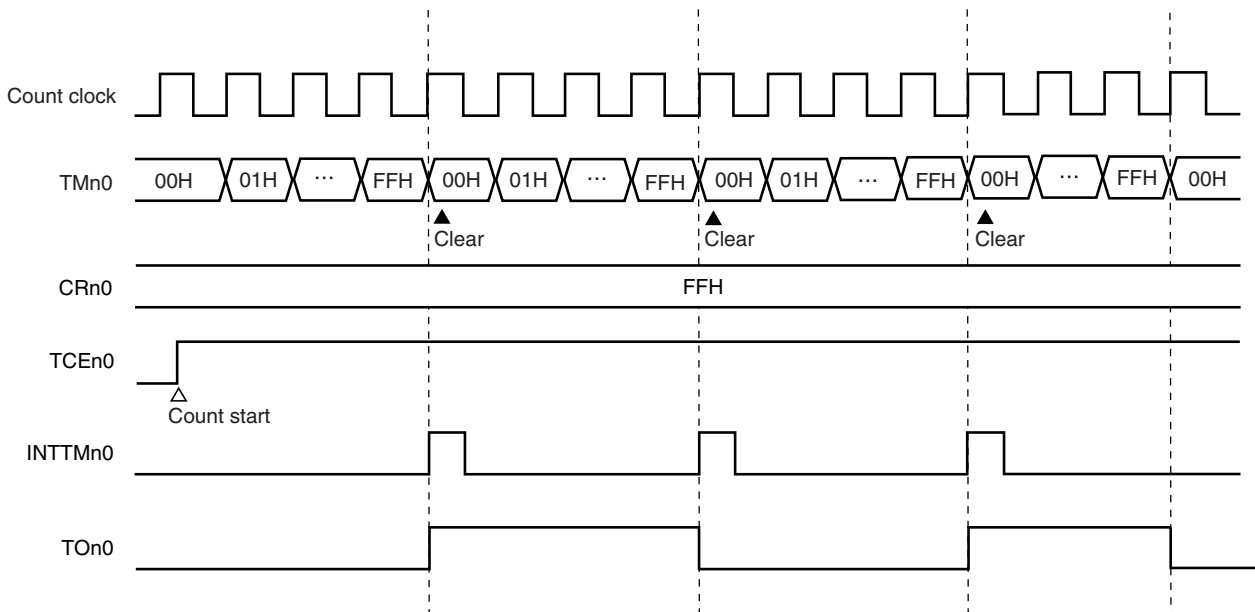 Count clock
TMn0 00H 01H ... FFH 00H 01H ... FFH 00H 01H ... FFH 00H ... FFH 00H
Clear Clear Clear
CRn0 FFH
TCEn0
Count start
INTTMn0
TOn0